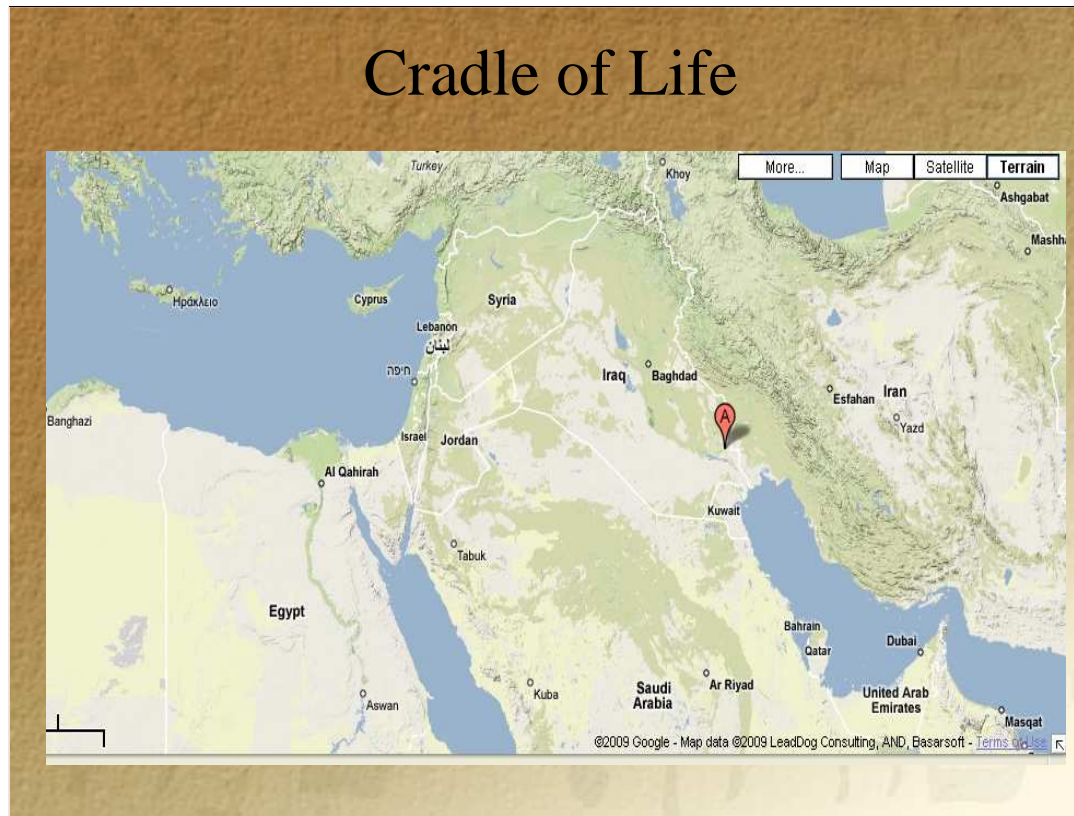 Cradle of Life
Turkey
Khoy
More...
Map
Satellite
Terrain
Ashgabat
Mashh
Ηράκλειο
Cyprus
Syria
Lebanon
لبنان
חיפה
Iraq
Baghdad
Esfahan
Iran
Yazd
A
Banghazi
Israel
Jordan
Al Qahirah
Kuwait
Tabuk
Egypt
Bahrain
Qatar
Dubai
Kuba
Saudi
Arabia
Ar Riyad
United Arab
Emirates
Aswan
Masqat
©2009 Google - Map data ©2009 LeadDog Consulting, AND, Basarsoft - Terms of Use